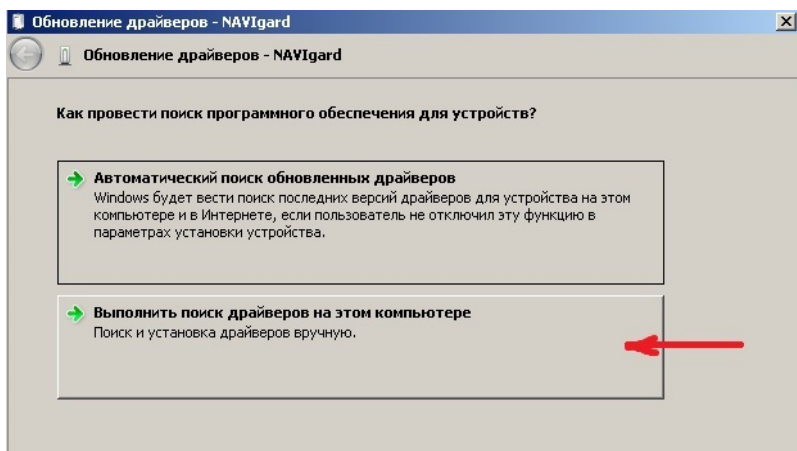 Обновление драйверов - NAVIgard
Обновление драйверов - NAVIgard
Как провести поиск программного обеспечения для устройств?
Автоматический поиск обновленных драйверов
Windows будет вести поиск последних версий драйверов для устройства на этом
компьютере и в Интернете, если пользователь не отключил эту функцию в
параметрах установки устройства.
Выполнить поиск драйверов на этом компьютере
Поиск и установка драйверов вручную.